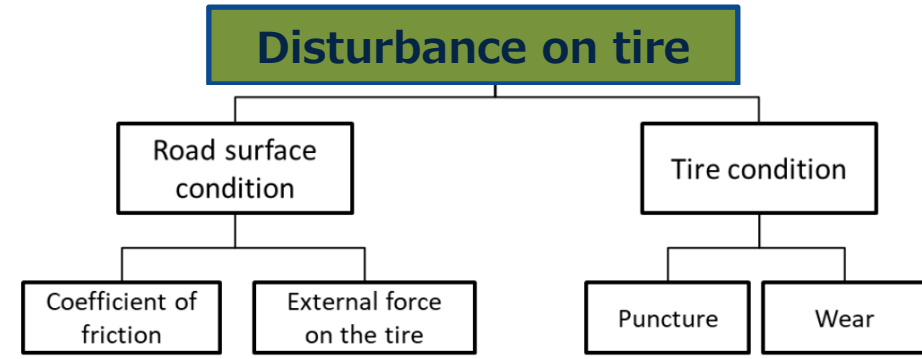 Disturbance on tire
Road surface
condition
Tire condition
Coefficient of
friction
External force
on the tire
Puncture
Wear